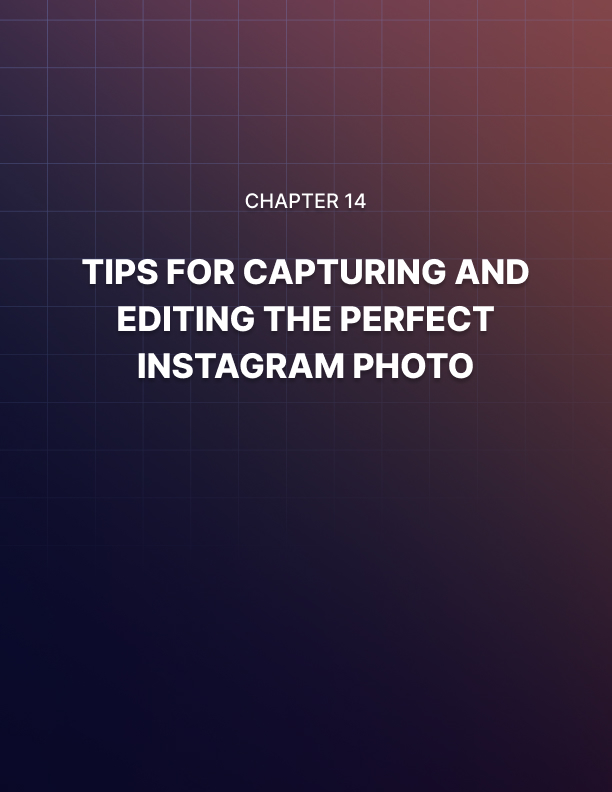 CHAPTER 14
TIPS FOR CAPTURING AND
EDITING THE PERFECT
INSTAGRAM PHOTO